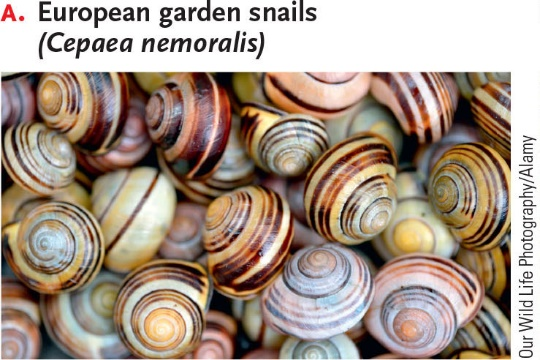 A. European garden snails
(Cepaea nemoralis)
Our Wild Life Photography/Alamy